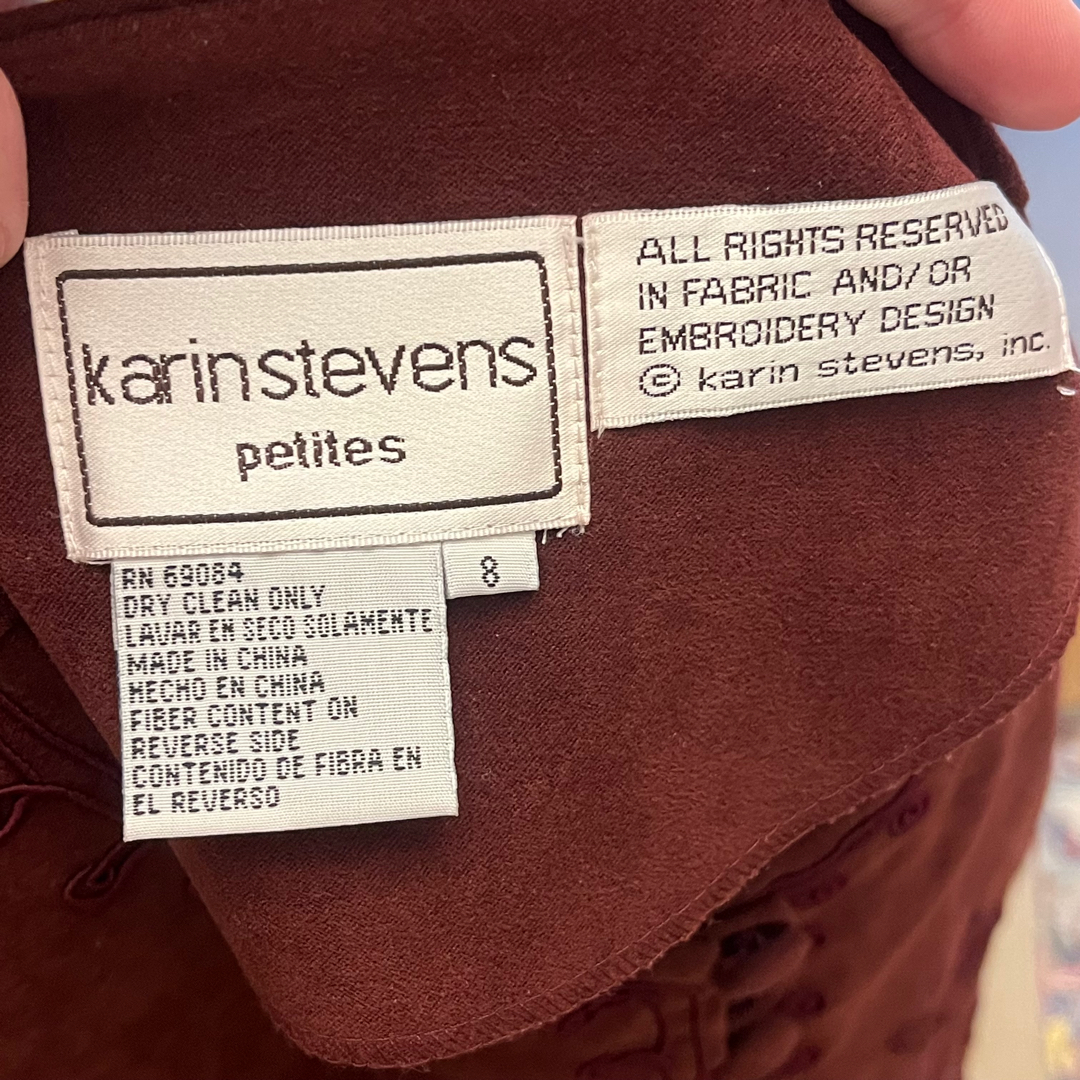 karinstevens
petites
ALL RIGHTS RESERVED
IN FABRIC AND/OR
EMBROIDERY DESIGN
© karin stevens, inc.
8
RN 69084
DRY CLEAN ONLY
LAVAR EN SECO SOLAMENTE
MADE IN CHINA
HECHO EN CHINA
FIBER CONTENT ON
REVERSE SIDE
CONTENIDO DE FIBRA EN
EL REVERSO